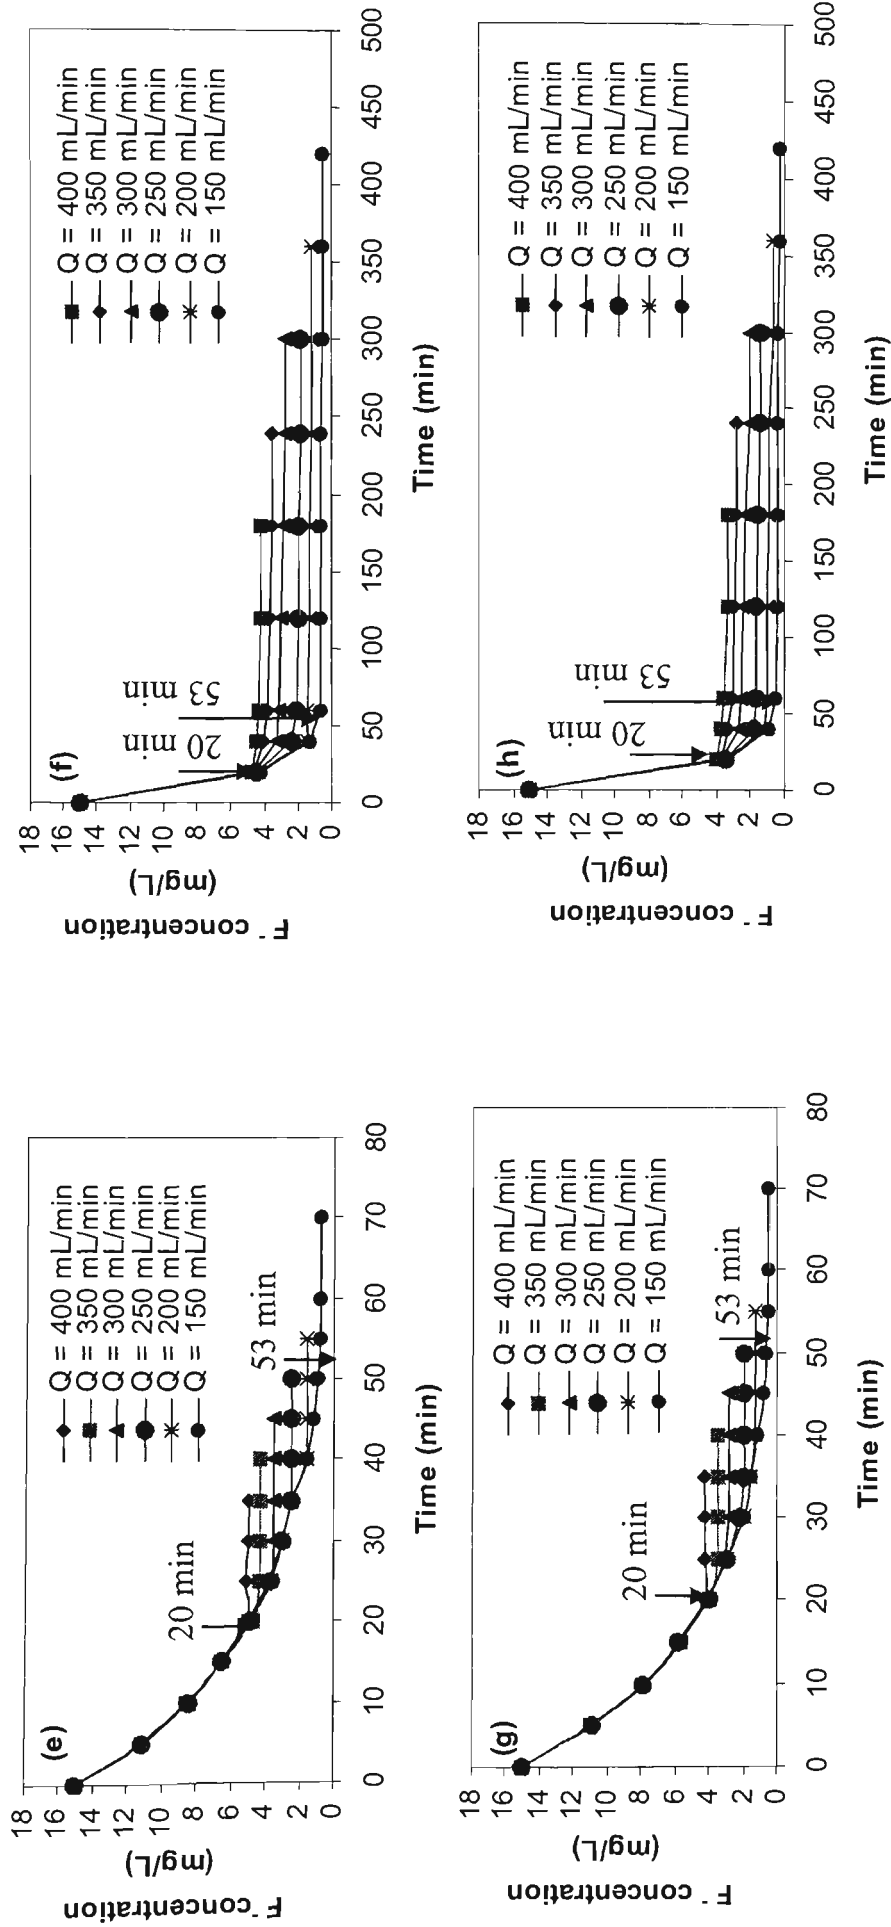 (e)
F⁻ concentration
(mg/L)
18
16
14
12
10
8
6
4
2
0
0 10 20 30 40 50 60 70 80
Time (min)
20 min
53 min
Q = 400 mL/min
Q = 350 mL/min
Q = 300 mL/min
Q = 250 mL/min
Q = 200 mL/min
Q = 150 mL/min
(f)
F⁻ concentration
(mg/L)
18
16
14
12
10
8
6
4
2
0
0 50 100 150 200 250 300 350 400 450 500
Time (min)
20 min
53 min
Q = 400 mL/min
Q = 350 mL/min
Q = 300 mL/min
Q = 250 mL/min
Q = 200 mL/min
Q = 150 mL/min
(g)
F⁻ concentration
(mg/L)
18
16
14
12
10
8
6
4
2
0
0 10 20 30 40 50 60 70 80
Time (min)
20 min
53 min
Q = 400 mL/min
Q = 350 mL/min
Q = 300 mL/min
Q = 250 mL/min
Q = 200 mL/min
Q = 150 mL/min
(h)
F⁻ concentration
(mg/L)
18
16
14
12
10
8
6
4
2
0
0 50 100 150 200 250 300 350 400 450 500
Time (min)
20 min
53 min
Q = 400 mL/min
Q = 350 mL/min
Q = 300 mL/min
Q = 250 mL/min
Q = 200 mL/min
Q = 150 mL/min